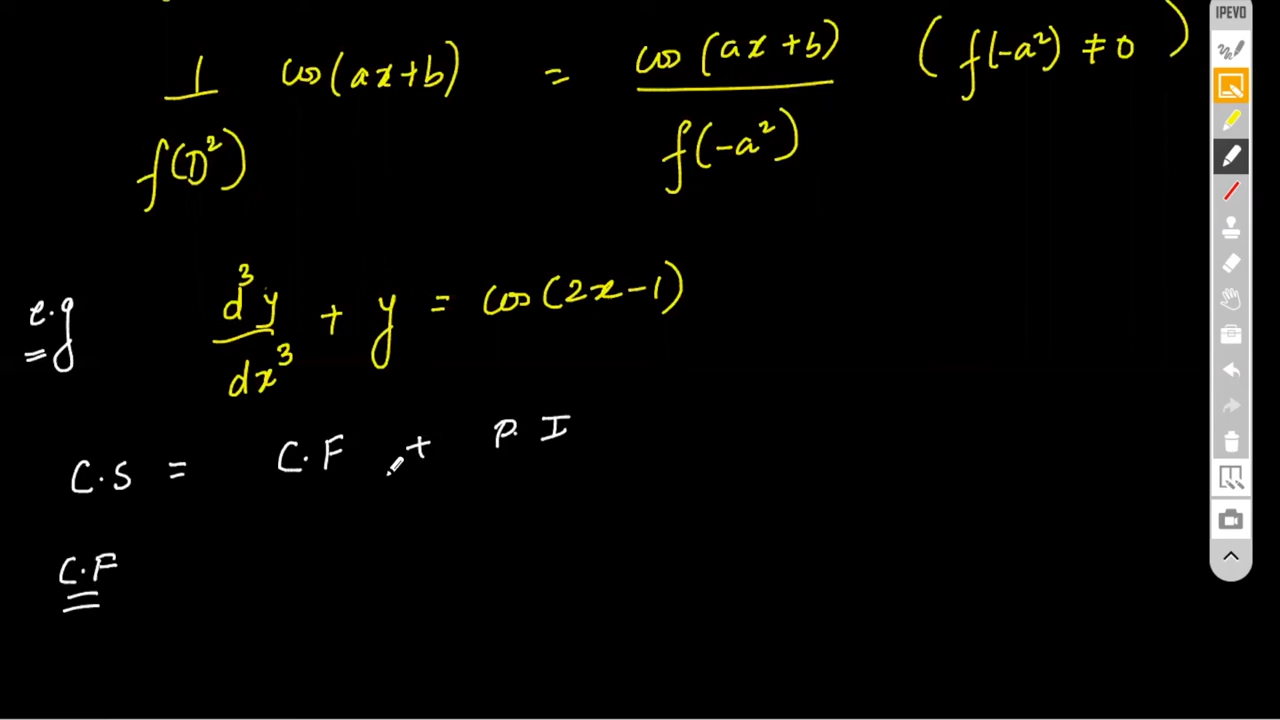 IPEVO
1/f(D²) cos(ax+b) = cos(ax+b)/f(-a²) (f(-a²) ≠ 0)
e.g d³y/dx³ + y = cos(2x-1)
C.S = C.F + P.I
C.F